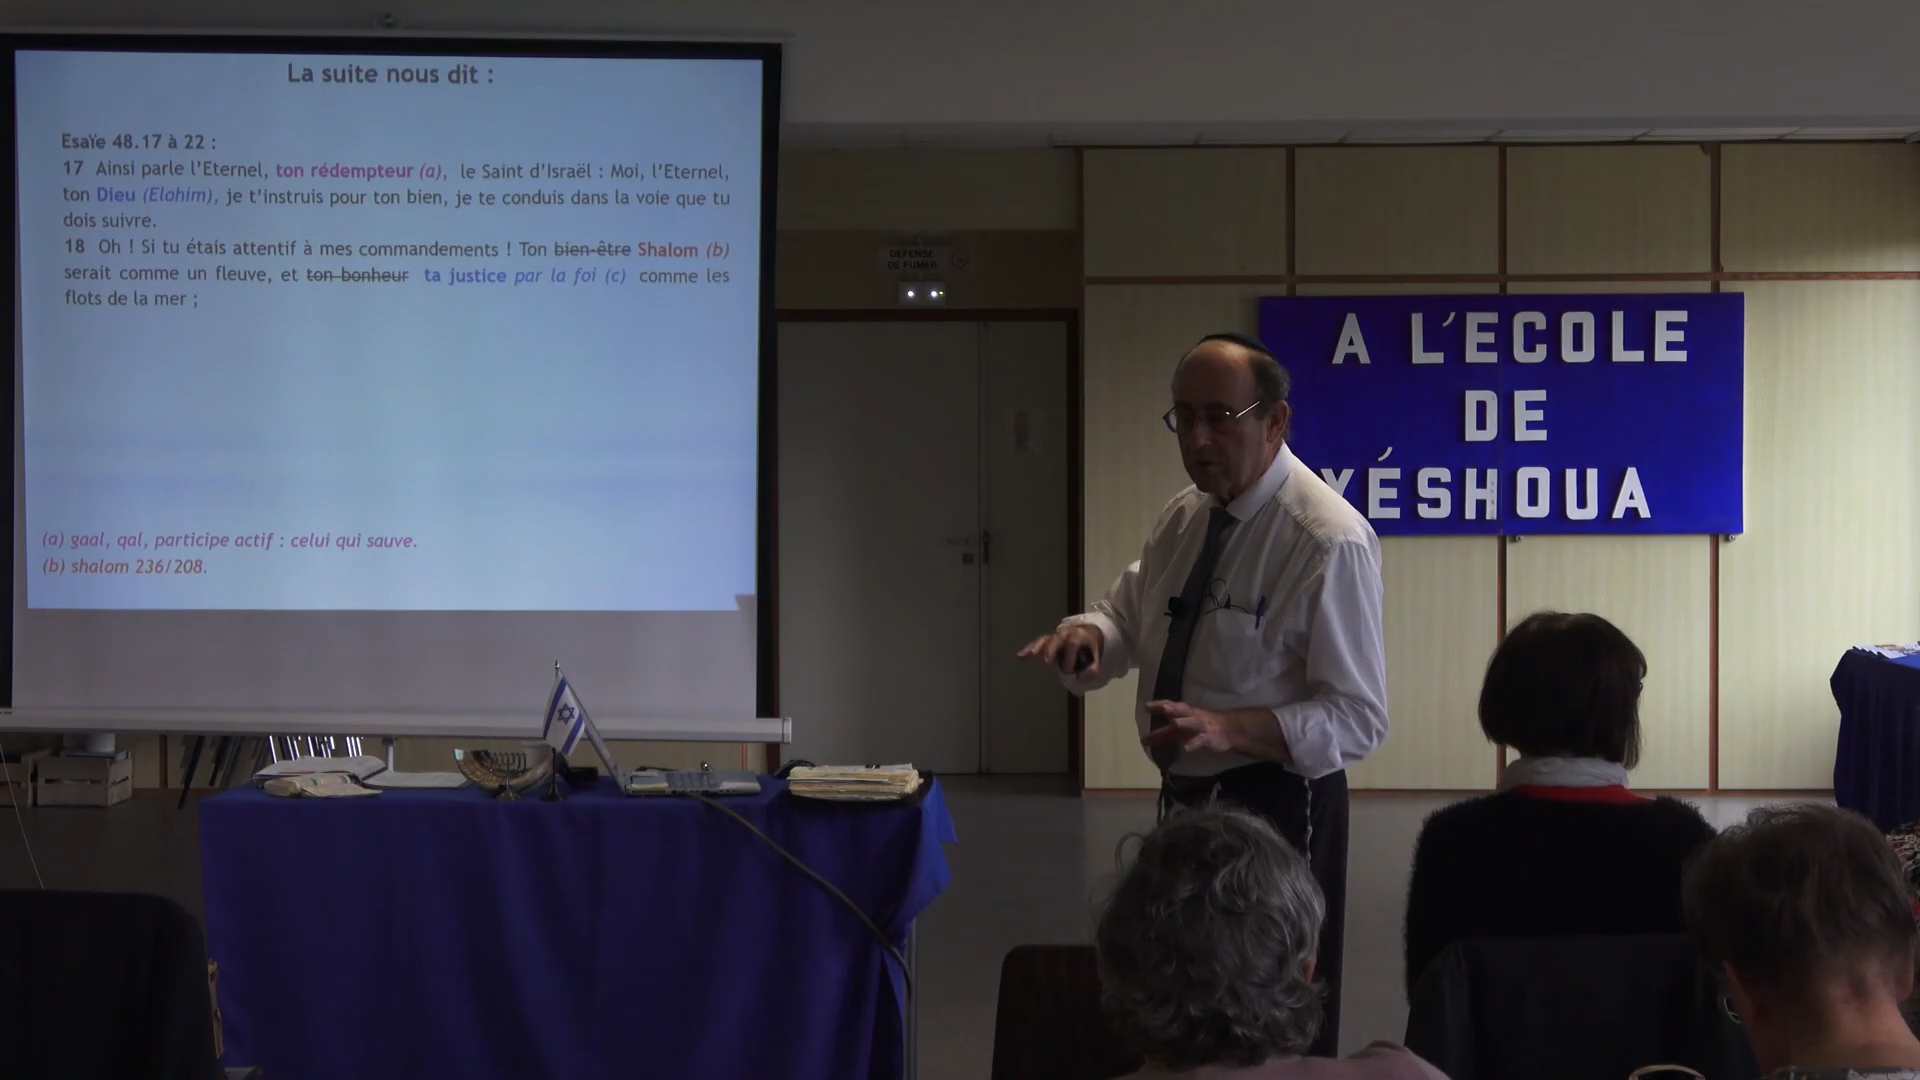 La suite nous dit :
Esaïe 48.17 à 22 :
17 Ainsi parle l'Eternel, ton rédempteur (a), le Saint d'Israël : Moi, l'Eternel,
ton Dieu (Elohim), je t'instruis pour ton bien, je te conduis dans la voie que tu
dois suivre.
18 Oh ! Si tu étais attentif à mes commandements ! Ton bien-être Shalom (b)
serait comme un fleuve, et ton bonheur ta justice par la foi (c) comme les
flots de la mer ;
(a) gaal, qal, participe actif : celui qui sauve.
(b) shalom 236/208.
DEFENSE
DE FUMER
A L'ECOLE
DE
YÉSHOUA